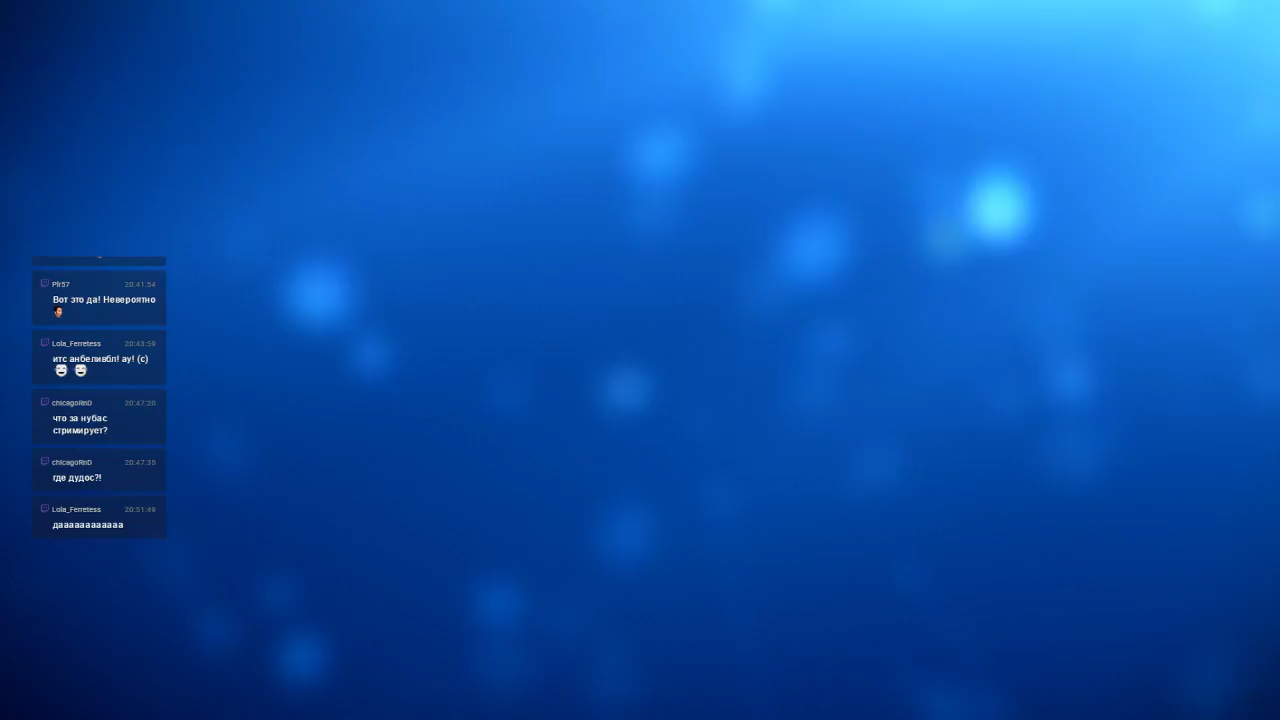 Plr57 20:41:54
Вот это да! Невероятно
Lola_Ferretess 20:43:59
итс анбеливбл! ау! (с)
chicagoRnD 20:47:20
что за нубас
стримирует?
chicagoRnD 20:47:35
где дудос?!
Lola_Ferretess 20:51:49
даааааааааааа